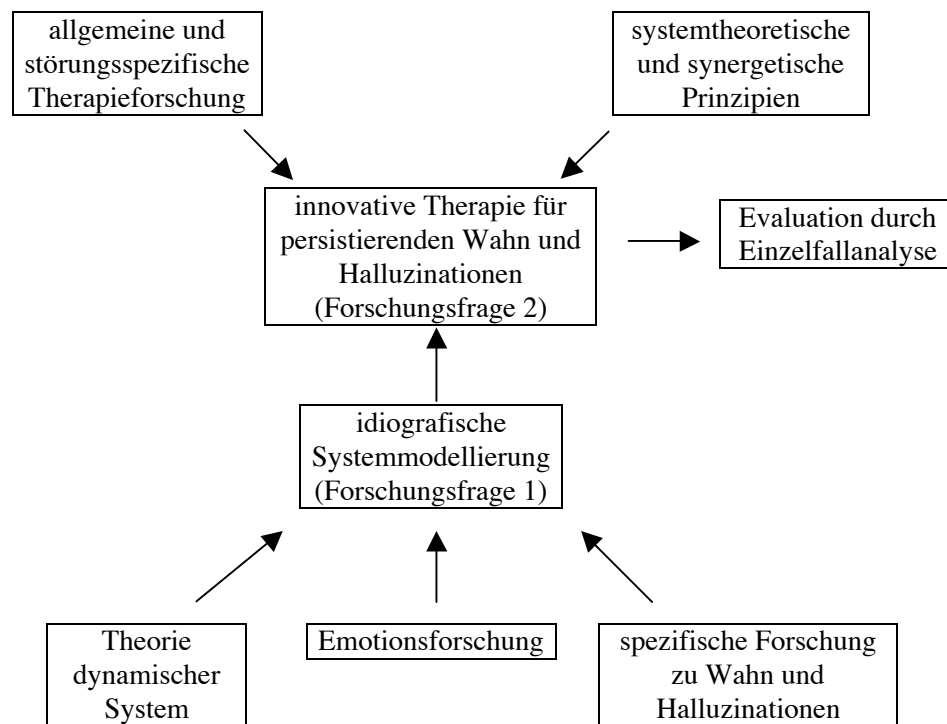 allgemeine und
störungsspezifische
Therapieforschung
systemtheoretische
und synergetische
Prinzipien
innovative Therapie für
persistierenden Wahn und
Halluzinationen
(Forschungsfrage 2)
Evaluation durch
Einzelfallanalyse
idiografische
Systemmodellierung
(Forschungsfrage 1)
Theorie
dynamischer
System
Emotionsforschung
spezifische Forschung
zu Wahn und
Halluzinationen